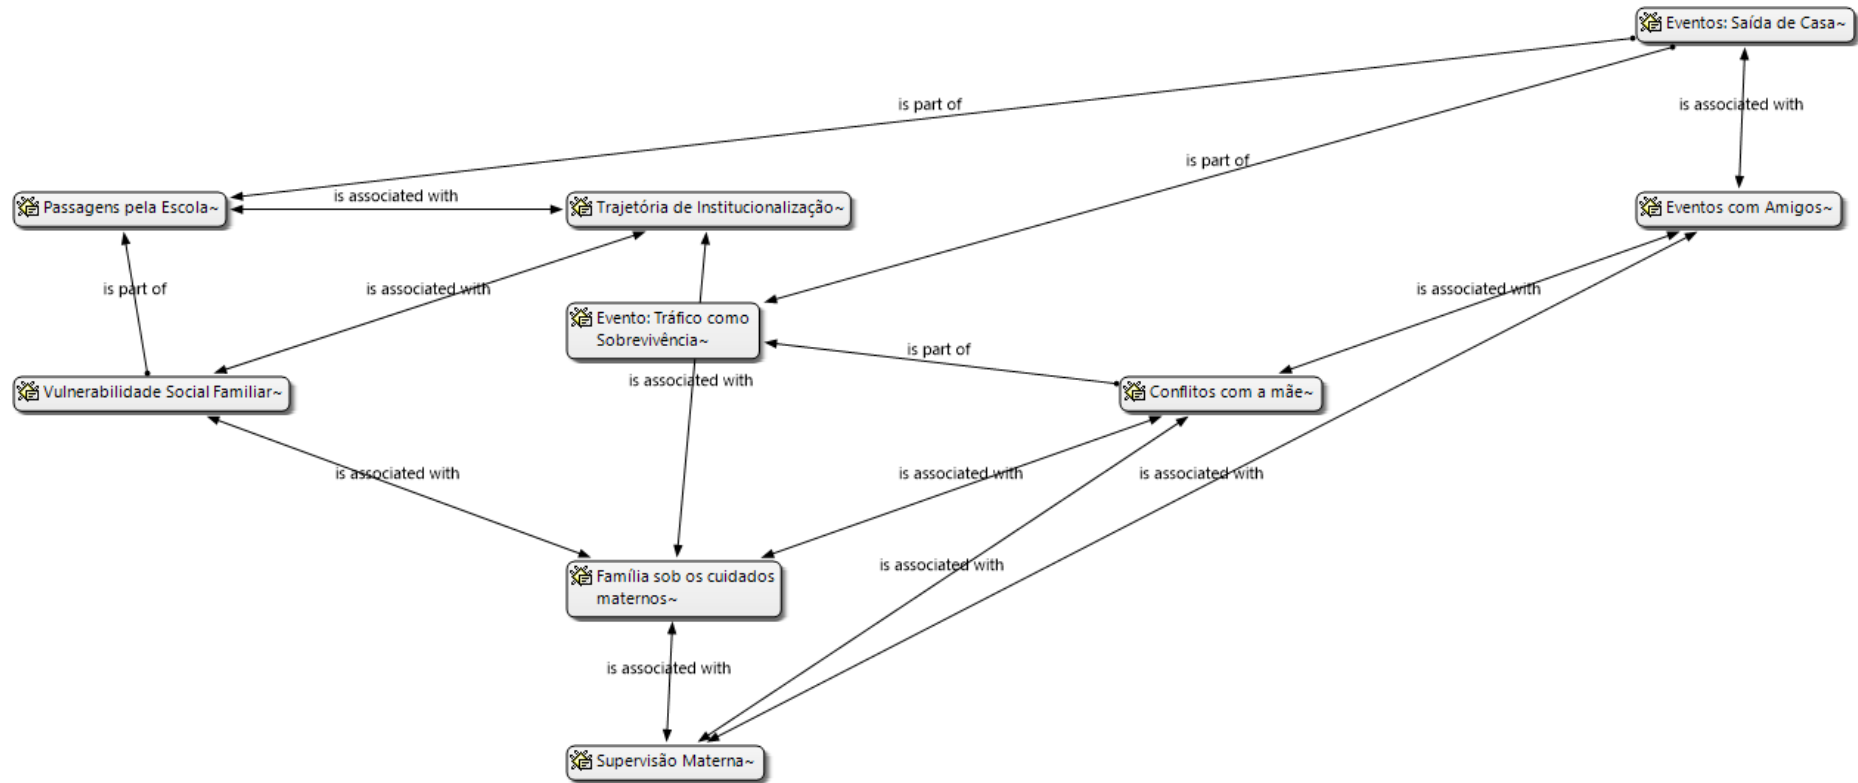 Eventos: Saída de Casa~
is part of
is associated with
is part of
Passagens pela Escola~
is associated with
Trajetória de Institucionalização~
Eventos com Amigos~
is part of
is associated with
is associated with
Evento: Tráfico como
Sobrevivência~
is part of
is associated with
Vulnerabilidade Social Familiar~
Conflitos com a mãe~
is associated with
is associated with
is associated with
is associated with
Família sob os cuidados
maternos~
is associated with
Supervisão Materna~